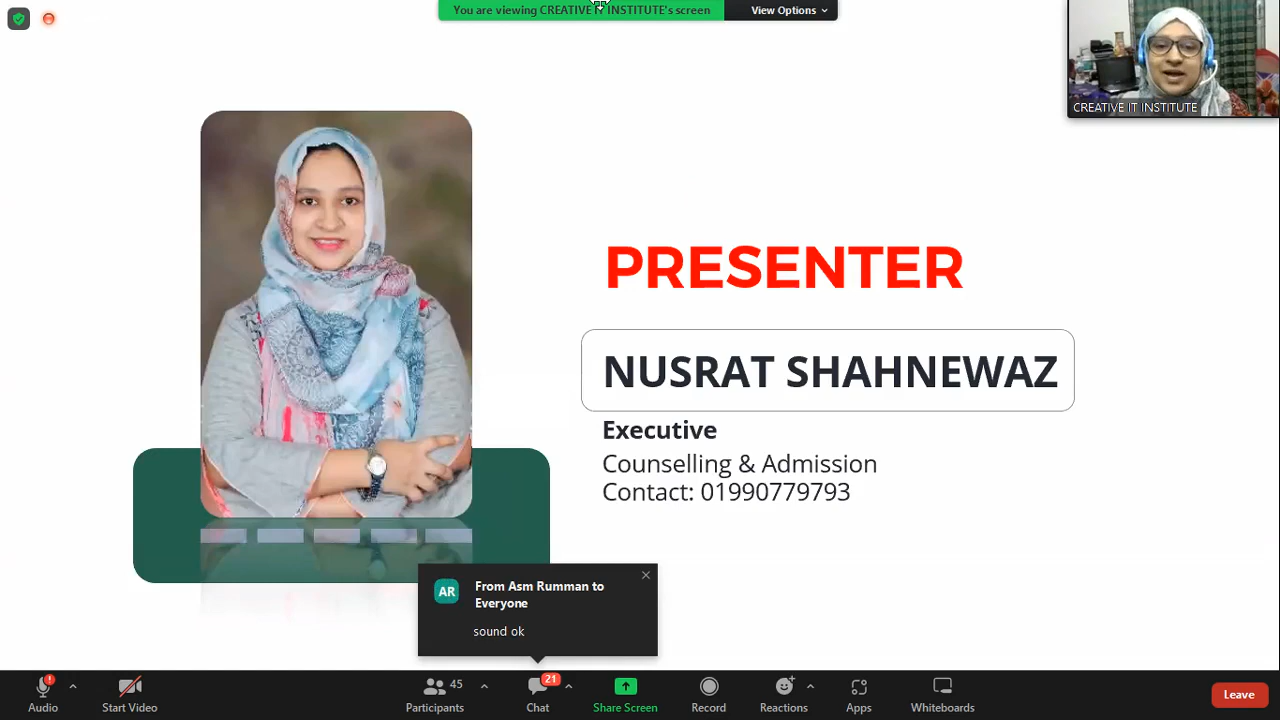 You are viewing CREATIVE IT INSTITUTE's screen
View Options
CREATIVE IT INSTITUTE
PRESENTER
NUSRAT SHAHNEWAZ
Executive
Counselling & Admission
Contact: 01990779793
AR
From Asm Rumman to
Everyone
sound ok
Audio
Start Video
45
Participants
21
Chat
Share Screen
Record
Reactions
Apps
Whiteboards
Leave